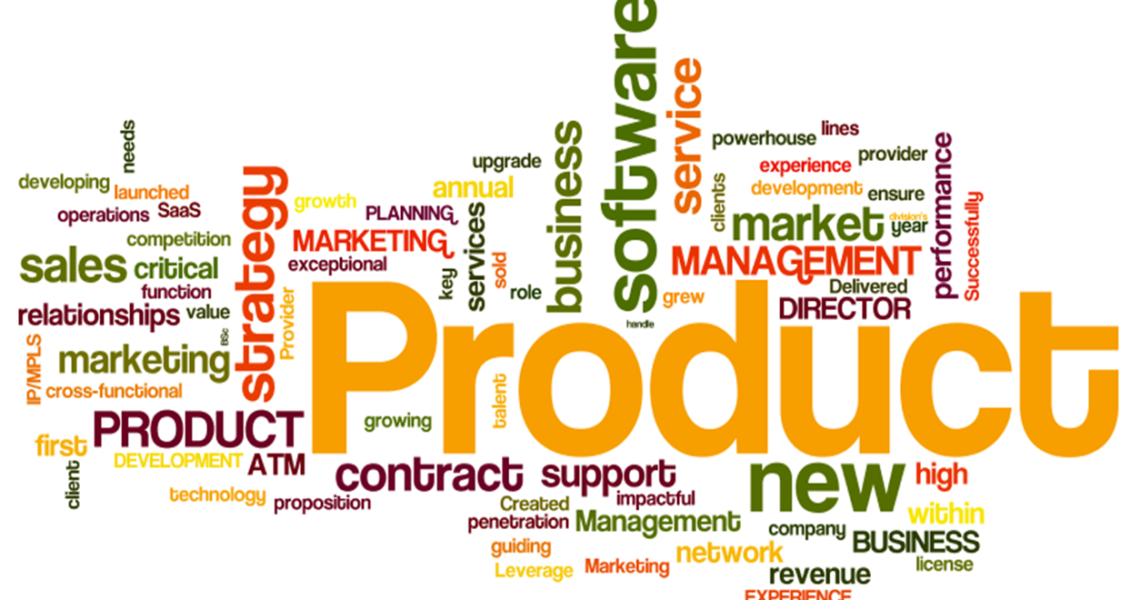 software
service
needs
business
powerhouse
lines
performance
upgrade
experience
provider
strategy
developing
launched
annual
clients
development
ensure
Successfully
growth
operations
SaaS
PLANNING
services
market
division's
year
competition
MARKETING
sold
sales
critical
exceptional
key
MANAGEMENT
function
role
Delivered
relationships
value
Provider
grew
DIRECTOR
handle
BSc
IP/MPLS
marketing
Product
cross-functional
talent
PRODUCT
growing
first
DEVELOPMENT
ATM
client
contract
support
new
high
technology
proposition
Created
impactful
within
penetration
Management
company
BUSINESS
guiding
network
Leverage
Marketing
revenue
license
EXPERIENCE